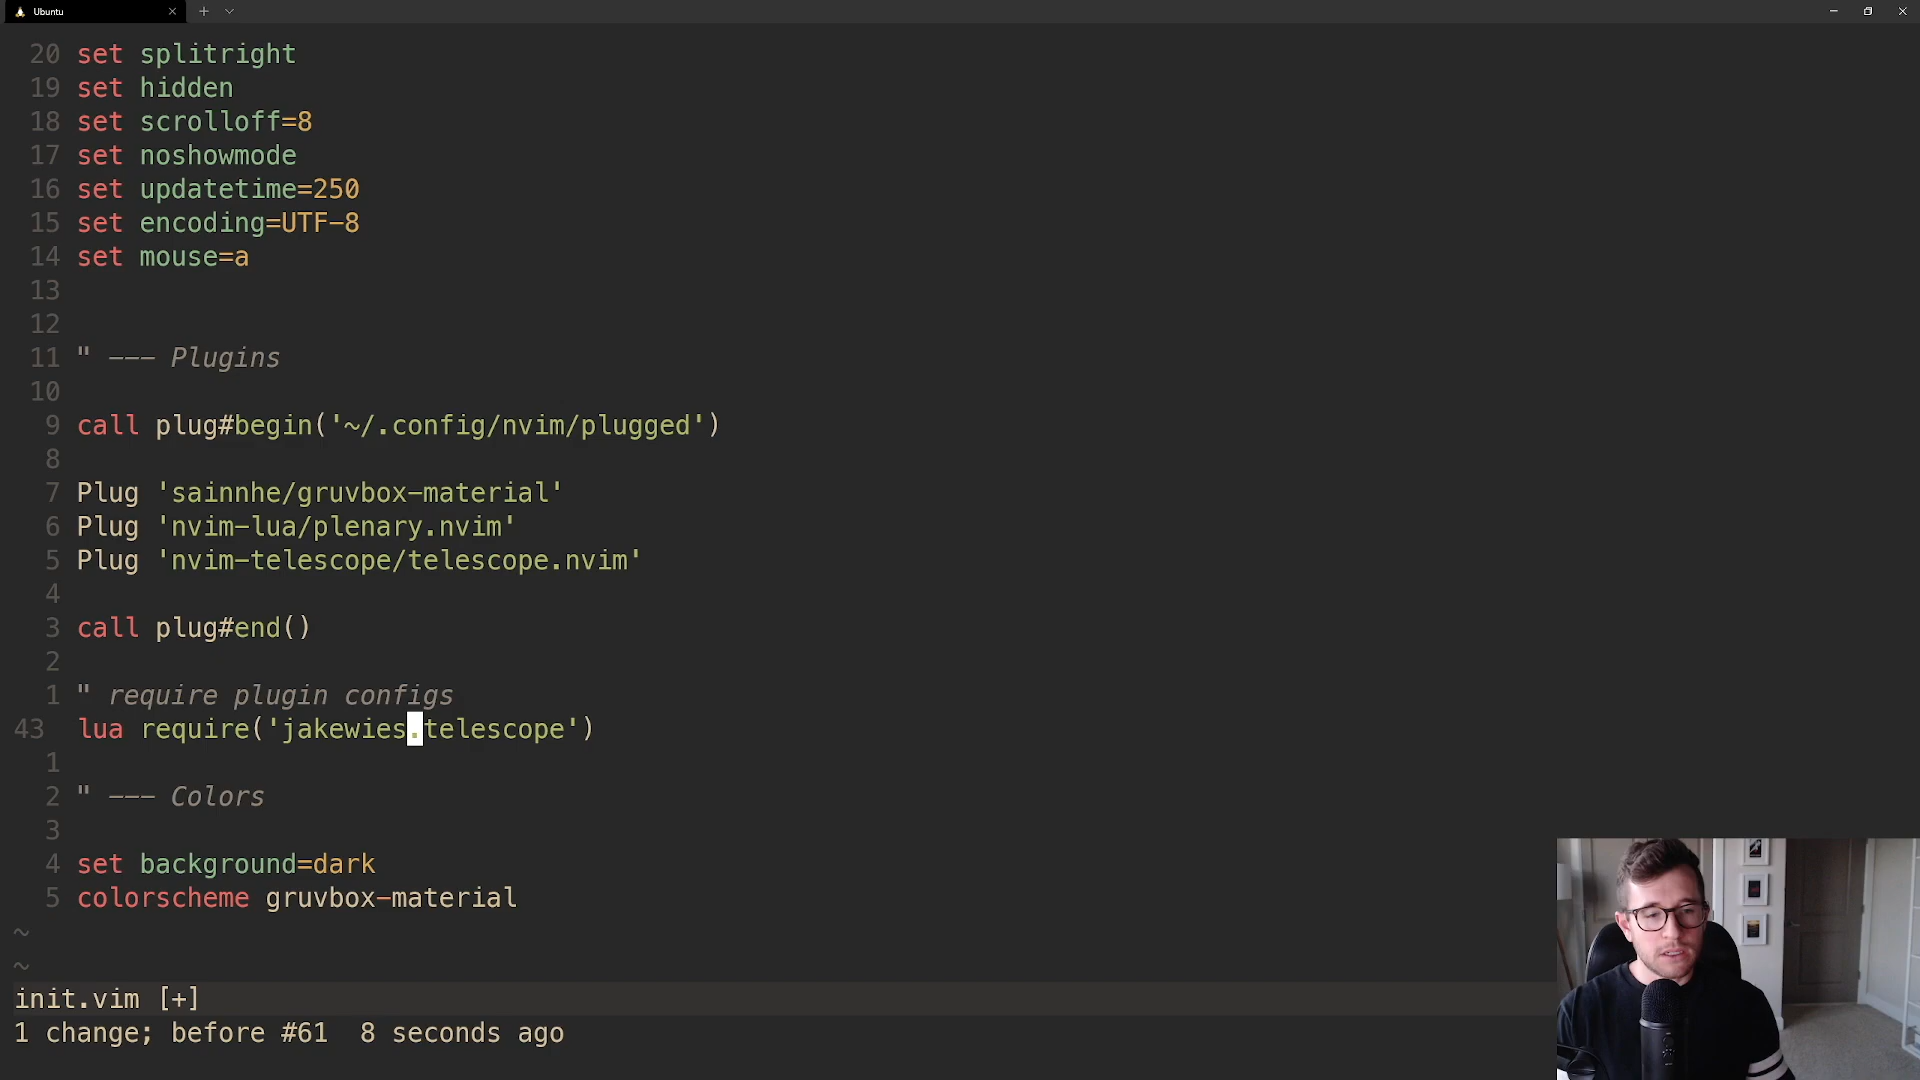 Ubuntu
20 set splitright
19 set hidden
18 set scrolloff=8
17 set noshowmode
16 set updatetime=250
15 set encoding=UTF-8
14 set mouse=a
13
12
11 " --- Plugins
10
9 call plug#begin('~/.config/nvim/plugged')
8
7 Plug 'sainnhe/gruvbox-material'
6 Plug 'nvim-lua/plenary.nvim'
5 Plug 'nvim-telescope/telescope.nvim'
4
3 call plug#end()
2
1 " require plugin configs
43 lua require('jakewies.telescope')
1
2 " --- Colors
3
4 set background=dark
5 colorscheme gruvbox-material
~
~
init.vim [+]
1 change; before #61 8 seconds ago